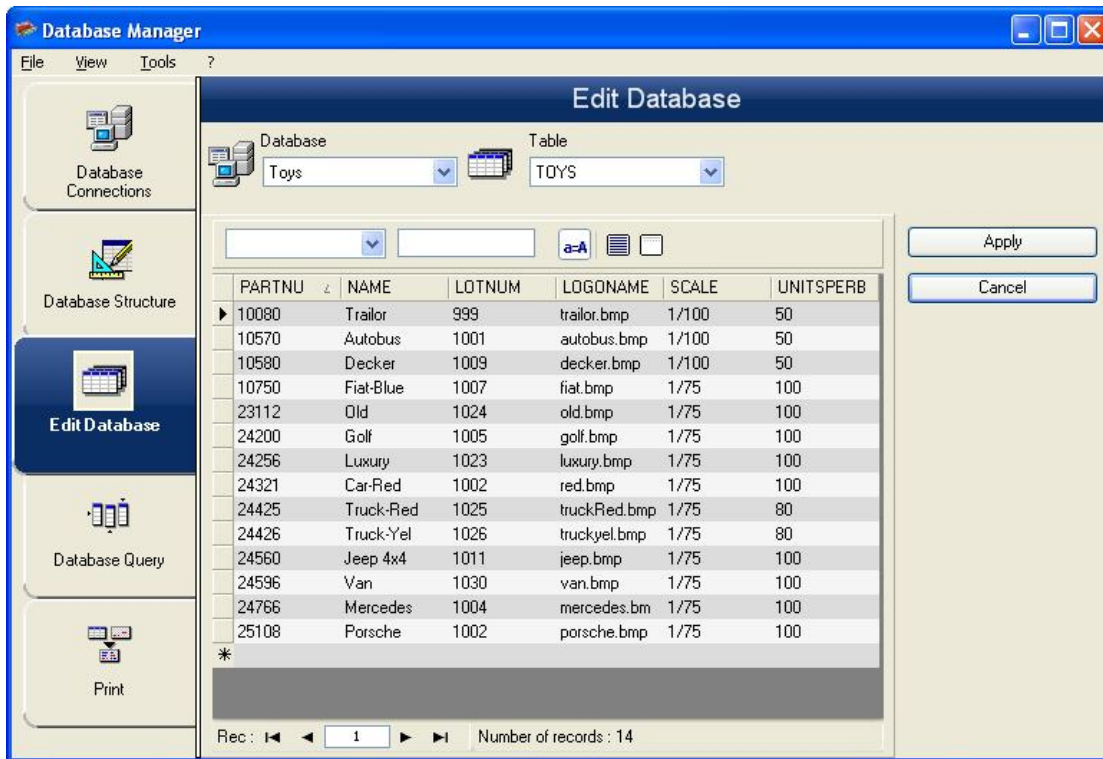 Database Manager
File View Tools ?
Edit Database
Database Table
Toys TOYS
Database
Connections
a=A
Apply
Cancel
Database Structure
PARTNU NAME LOTNUM LOGONAME SCALE UNITSPERB
10080 Trailor 999 trailor.bmp 1/100 50
10570 Autobus 1001 autobus.bmp 1/100 50
10580 Decker 1009 decker.bmp 1/100 50
10750 Fiat-Blue 1007 fiat.bmp 1/75 100
23112 Old 1024 old.bmp 1/75 100
24200 Golf 1005 golf.bmp 1/75 100
24256 Luxury 1023 luxury.bmp 1/75 100
24321 Car-Red 1002 red.bmp 1/75 100
24425 Truck-Red 1025 truckRed.bmp 1/75 80
24426 Truck-Yel 1026 truckyel.bmp 1/75 80
24560 Jeep 4x4 1011 jeep.bmp 1/75 100
24596 Van 1030 van.bmp 1/75 100
24766 Mercedes 1004 mercedes.bm 1/75 100
25108 Porsche 1002 porsche.bmp 1/75 100
Edit Database
Database Query
Print
Rec : 1 Number of records : 14